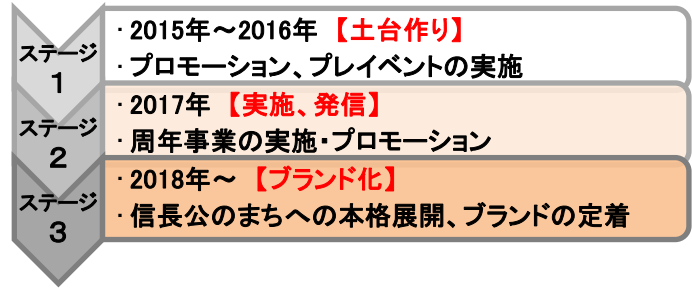 ステージ
1
・2015年～2016年 【土台作り】
・プロモーション、プレイベントの実施
ステージ
2
・2017年 【実施、発信】
・周年事業の実施・プロモーション
ステージ
3
・2018年～ 【ブランド化】
・信長公のまちへの本格展開、ブランドの定着